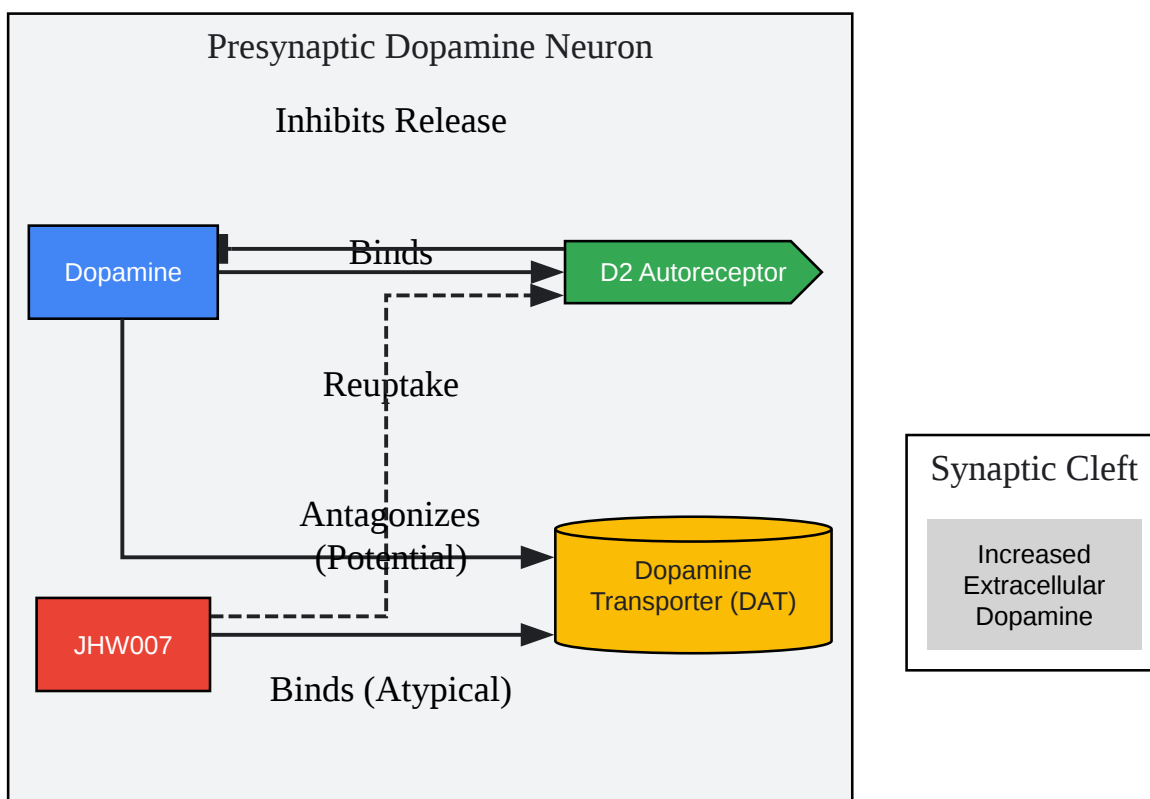 Presynaptic Dopamine Neuron
Inhibits Release
Binds
Dopamine
D2 Autoreceptor
Reuptake
Synaptic Cleft
Antagonizes
(Potential)
Dopamine
Transporter (DAT)
Increased
Extracellular
Dopamine
JHW007
Binds (Atypical)